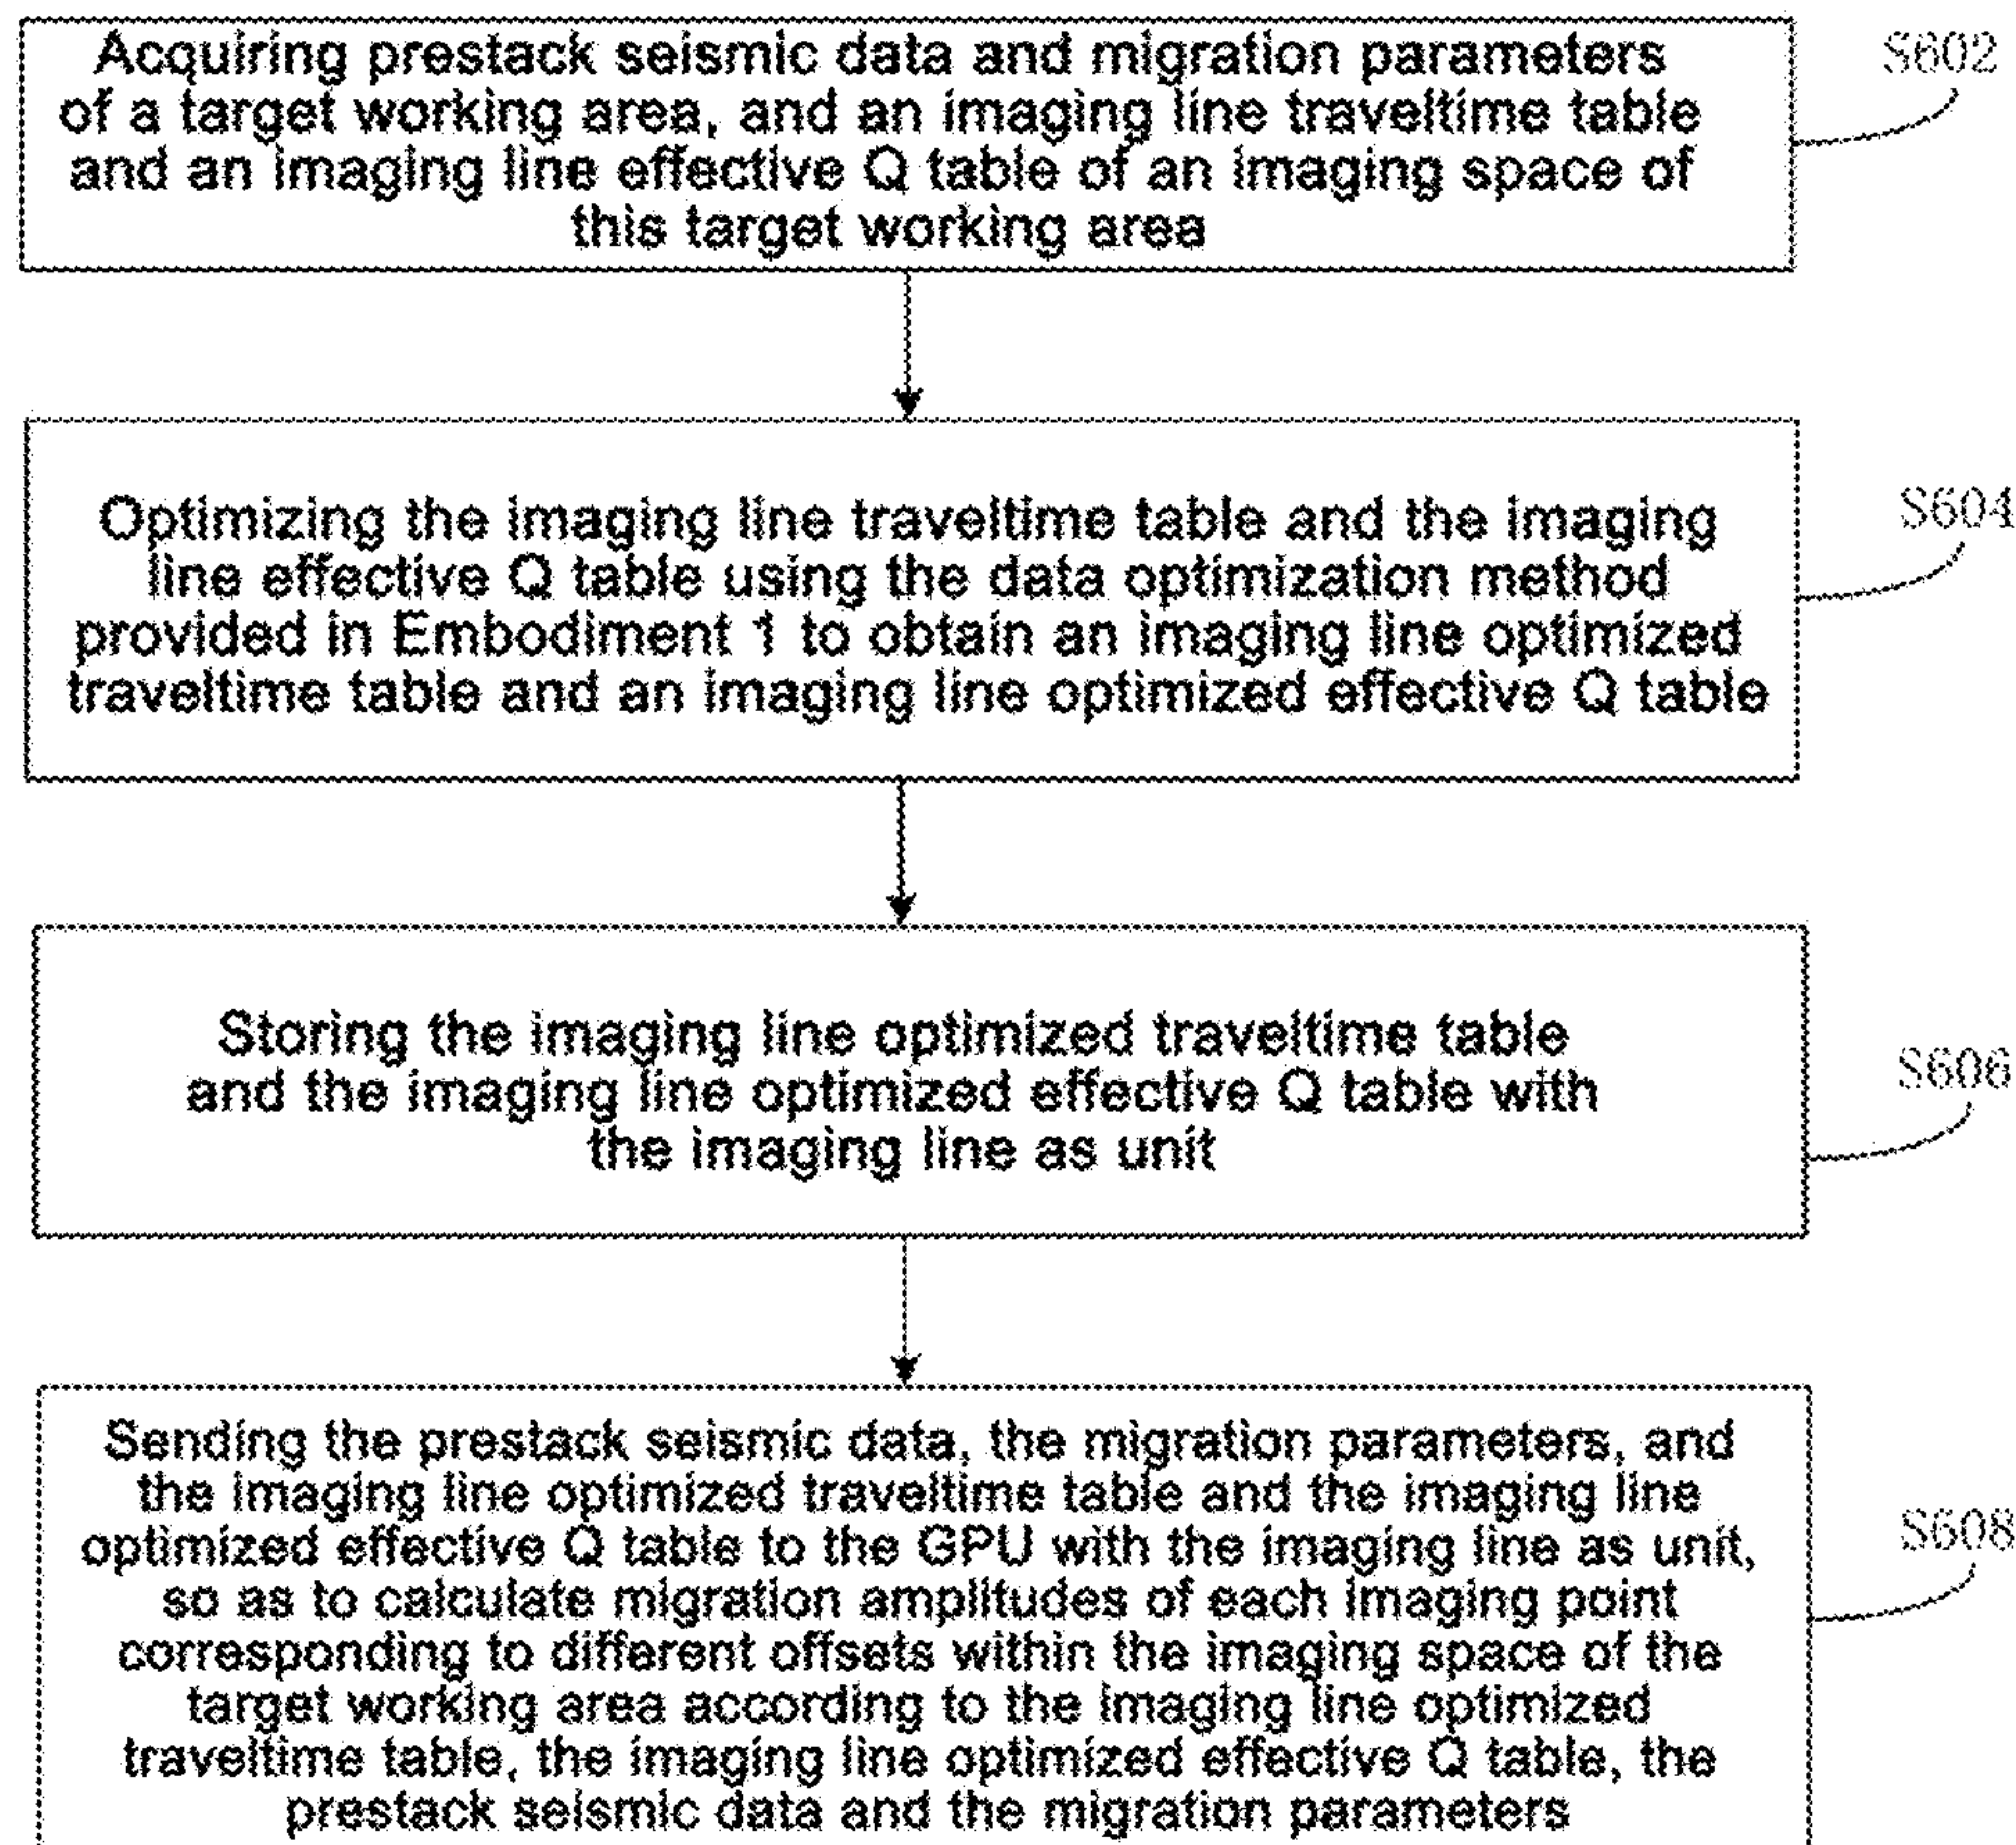 Acquiring prestack seismic data and migration parameters
of a target working area, and an imaging line traveltime table
and an imaging line effective Q table of an imaging space of
this target working area
S602
Optimizing the imaging line traveltime table and the imaging
line effective Q table using the data optimization method
provided in Embodiment 1 to obtain an imaging line optimized
traveltime table and an imaging line optimized effective Q table
S604
Storing the imaging line optimized traveltime table
and the imaging line optimized effective Q table with
the imaging line as unit
S606
Sending the prestack seismic data, the migration parameters, and
the imaging line optimized traveltime table and the imaging line
optimized effective Q table to the GPU with the imaging line as unit,
so as to calculate migration amplitudes of each imaging point
corresponding to different offsets within the imaging space of the
target working area according to the imaging line optimized
traveltime table, the imaging line optimized effective Q table, the
prestack seismic data and the migration parameters
S608